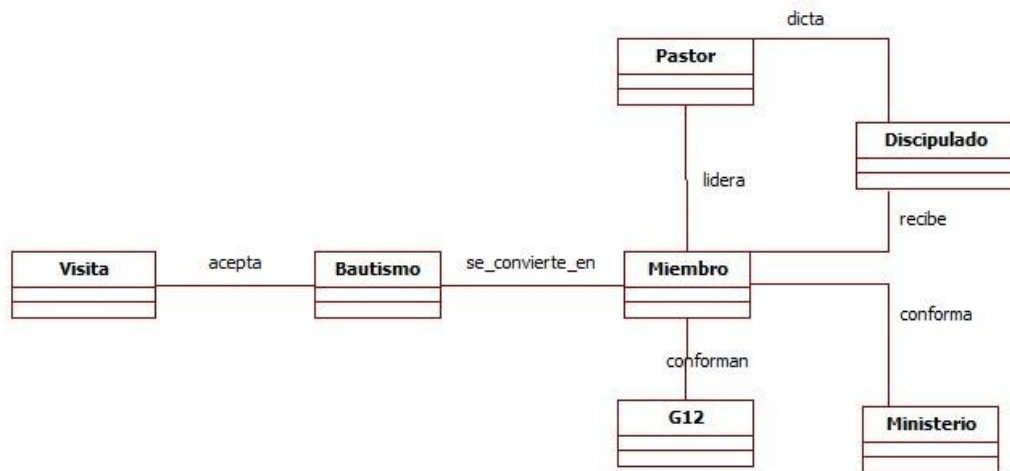 dicta
Pastor
Discipulado
lidera
recibe
Visita
acepta
Bautismo
se_convierte_en
Miembro
conforma
conforman
G12
Ministerio